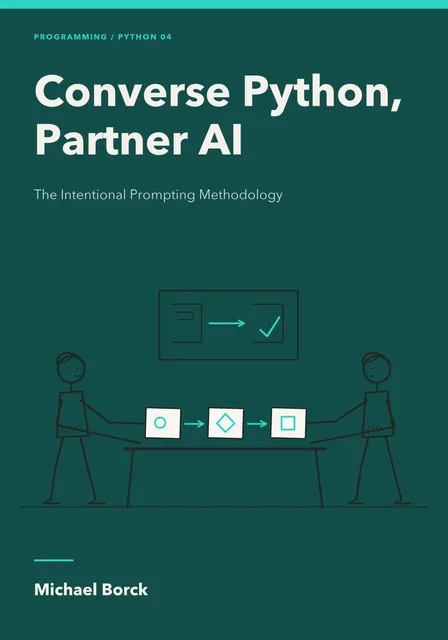 PROGRAMMING / PYTHON 04
Converse Python,
Partner AI
The Intentional Prompting Methodology
Michael Borck